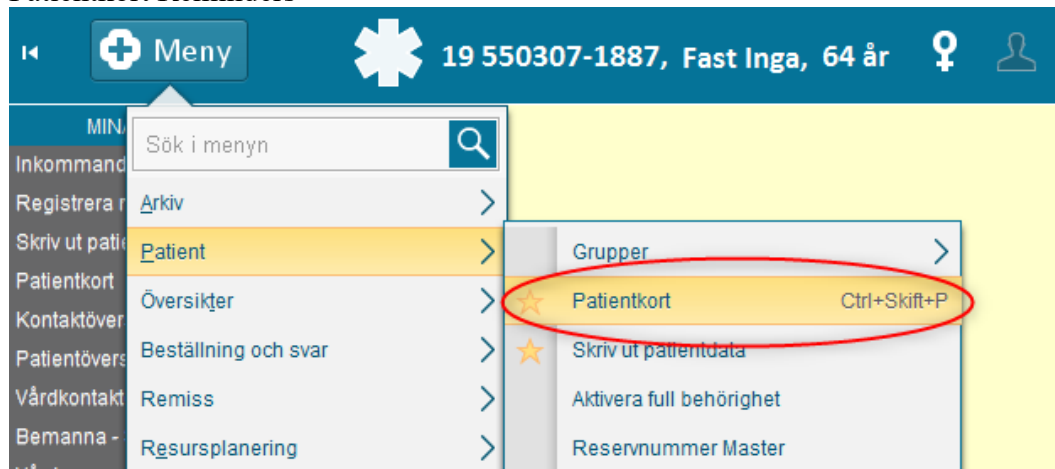 Meny
19 550307-1887, Fast Inga, 64 år
MINA
Sök i menyn
Inkommand
Registrera r
Arkiv
Skriv ut patie
Patient
Grupper
Patientkort
Översikter
Patientkort Ctrl+Skift+P
Kontaktöver
Patientövers
Beställning och svar
Skriv ut patientdata
Vårdkontakt
Remiss
Aktivera full behörighet
Bemanna -
Resursplanering
Reservnummer Master